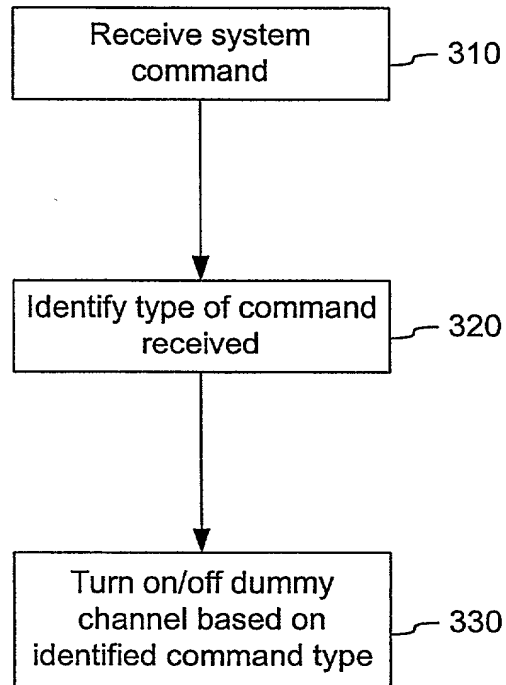 Receive system
command
310
Identify type of command
received
320
Turn on/off dummy
channel based on
identified command type
330